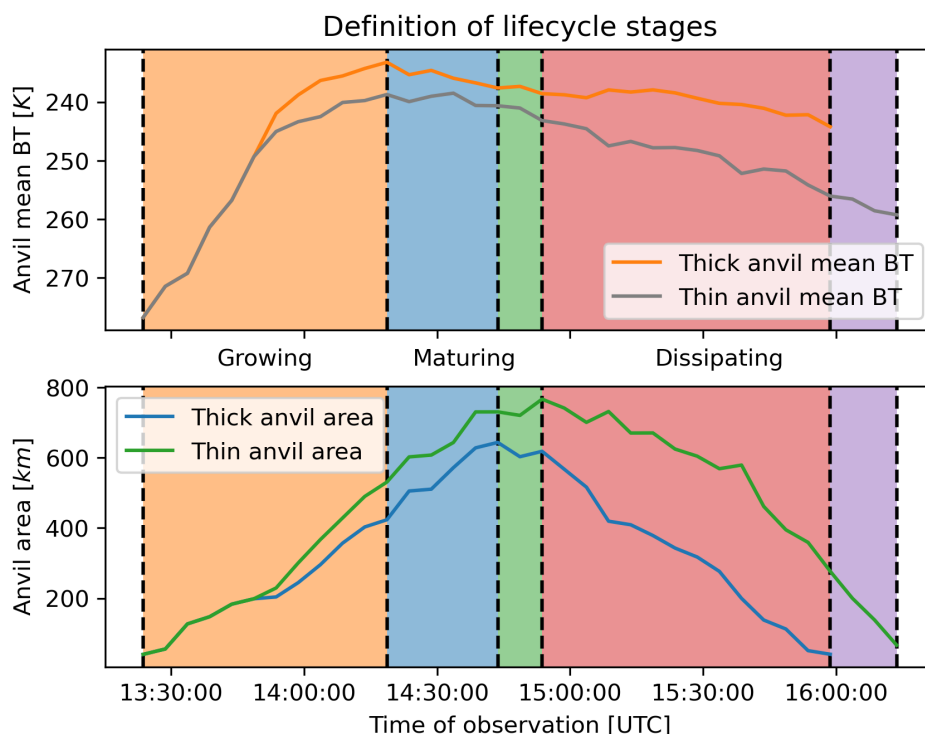 Definition of lifecycle stages
Anvil mean BT [K]
240
250
260
270
Thick anvil mean BT
Thin anvil mean BT
Growing Maturing Dissipating
Anvil area [km]
800
600
400
200
Thick anvil area
Thin anvil area
13:30:00 14:00:00 14:30:00 15:00:00 15:30:00 16:00:00
Time of observation [UTC]